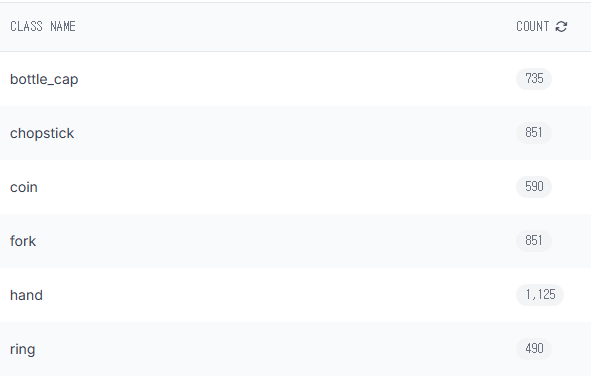 CLASS NAME COUNT
bottle_cap 735
chopstick 851
coin 590
fork 851
hand 1,125
ring 490